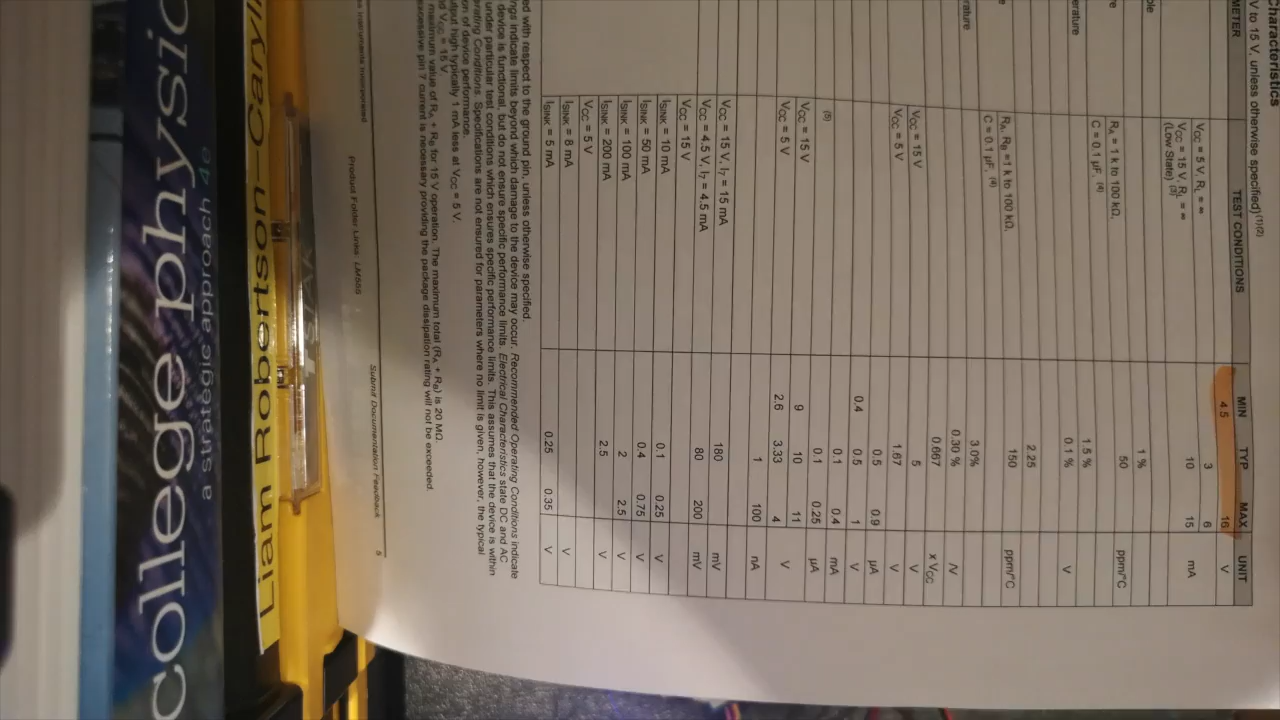 Characteristics
V to 15 V, unless otherwise specified)(1)(2)
METER TEST CONDITIONS MIN TYP MAX UNIT
4.5 16 V
VCC = 5 V, RL = ∞ 3 6
VCC = 15 V, RL = ∞ 10 15 mA
(Low State) (3)
1 %
RA = 1 k to 100 kΩ, 50 ppm/°C
C = 0.1 µF, (4)
1.5 %
0.1 % V
2.25
RA, RB = 1 k to 100 kΩ, 150 ppm/°C
C = 0.1 µF, (4)
3.0%
0.30 % /V
0.667 x VCC
VCC = 15 V 5 V
VCC = 5 V 1.67 V
0.5 0.9 µA
0.4 0.5 1 V
0.1 0.4 mA
(5) 0.1 0.25 µA
VCC = 15 V 9 10 11
VCC = 5 V 2.6 3.33 4 V
1 100 nA
VCC = 15 V, I7 = 15 mA 180 mV
VCC = 4.5 V, I7 = 4.5 mA 80 200 mV
VCC = 15 V
ISINK = 10 mA 0.1 0.25 V
ISINK = 50 mA 0.4 0.75 V
ISINK = 100 mA 2 2.5 V
ISINK = 200 mA 2.5 V
VCC = 5 V
ISINK = 8 mA V
ISINK = 5 mA 0.25 0.35 V
ed with respect to the ground pin, unless otherwise specified.
ngs indicate limits beyond which damage to the device may occur. Recommended Operating Conditions indicate
device is functional, but do not ensure specific performance limits. Electrical Characteristics state DC and AC
under particular test conditions which ensures specific performance limits. This assumes that the device is within
erating Conditions. Specifications are not ensured for parameters where no limit is given, however, the typical
on of device performance.
utput high typically 1 mA less at VCC = 5 V.
d VCC = 15 V.
maximum value of RA + RB for 15 V operation. The maximum total (RA + RB) is 20 MΩ.
excessive pin 7 current is necessary providing the package dissipation rating will not be exceeded.
Submit Documentation Feedback 5
as Instruments Incorporated
Product Folder Links: LM555
Liam Robertson-Caryll
college physic
a strategic approach 4e